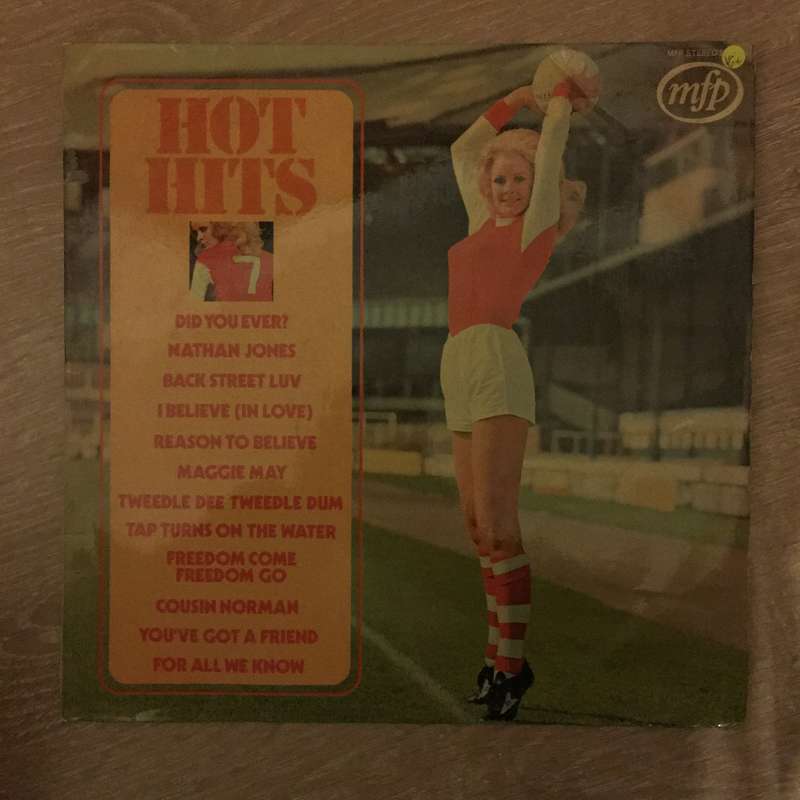 HOT
HITS
7
DID YOU EVER?
NATHAN JONES
BACK STREET LUV
I BELIEVE (IN LOVE)
REASON TO BELIEVE
MAGGIE MAY
TWEEDLE DEE TWEEDLE DUM
TAP TURNS ON THE WATER
FREEDOM COME
FREEDOM GO
COUSIN NORMAN
YOU'VE GOT A FRIEND
FOR ALL WE KNOW
MFP STEREO
mfp